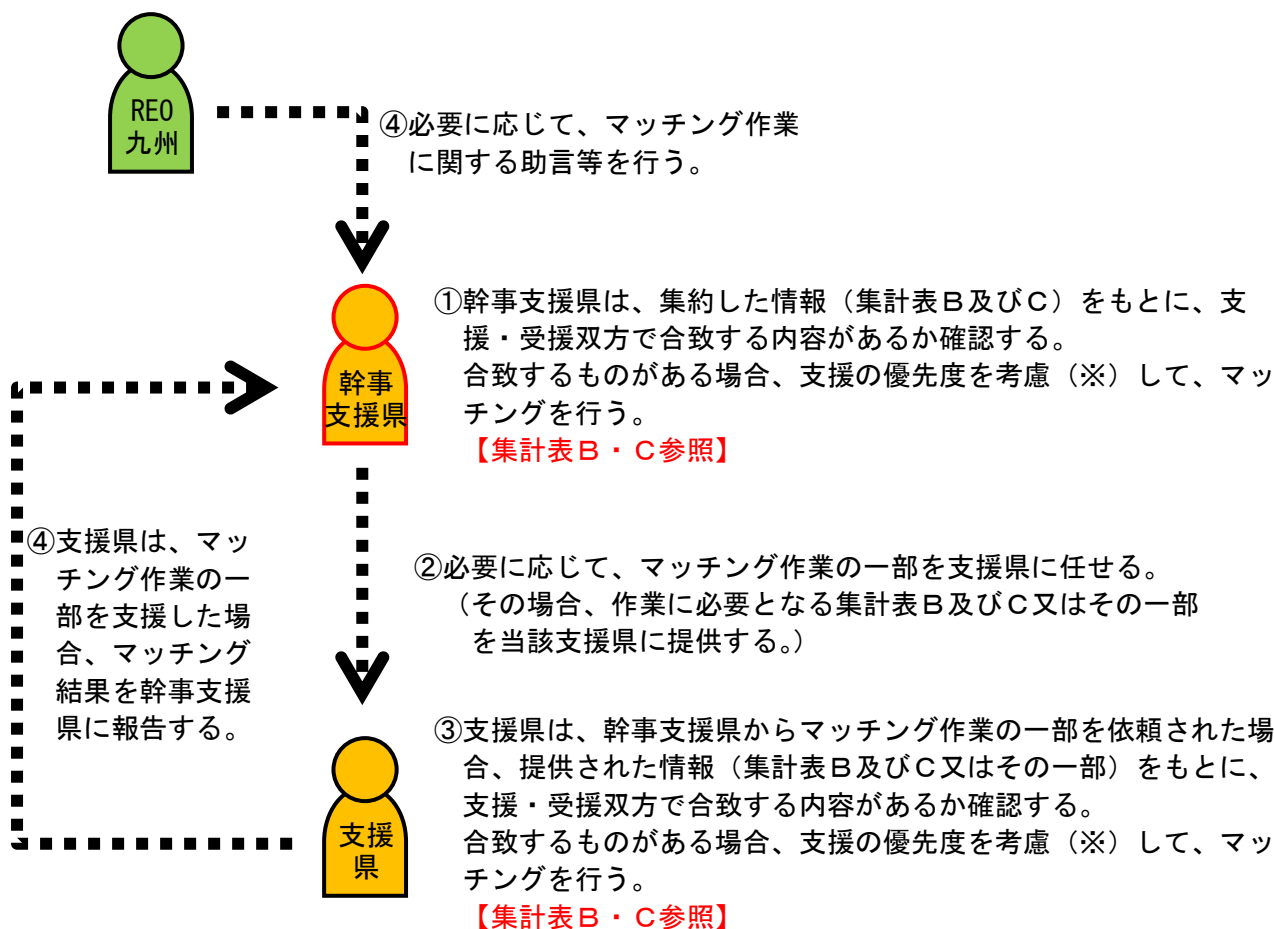 REO
九州
④必要に応じて、マッチング作業
に関する助言等を行う。
幹事
支援県
①幹事支援県は、集約した情報（集計表Ｂ及びＣ）をもとに、支
援・受援双方で合致する内容があるか確認する。
合致するものがある場合、支援の優先度を考慮（※）して、マッ
チングを行う。
【集計表Ｂ・Ｃ参照】
④支援県は、マッ
チング作業の一
部を支援した場
合、マッチング
結果を幹事支援
県に報告する。
②必要に応じて、マッチング作業の一部を支援県に任せる。
（その場合、作業に必要となる集計表Ｂ及びＣ又はその一部
を当該支援県に提供する。）
支援
県
③支援県は、幹事支援県からマッチング作業の一部を依頼された場
合、提供された情報（集計表Ｂ及びＣ又はその一部）をもとに、
支援・受援双方で合致する内容があるか確認する。
合致するものがある場合、支援の優先度を考慮（※）して、マッ
チングを行う。
【集計表Ｂ・Ｃ参照】